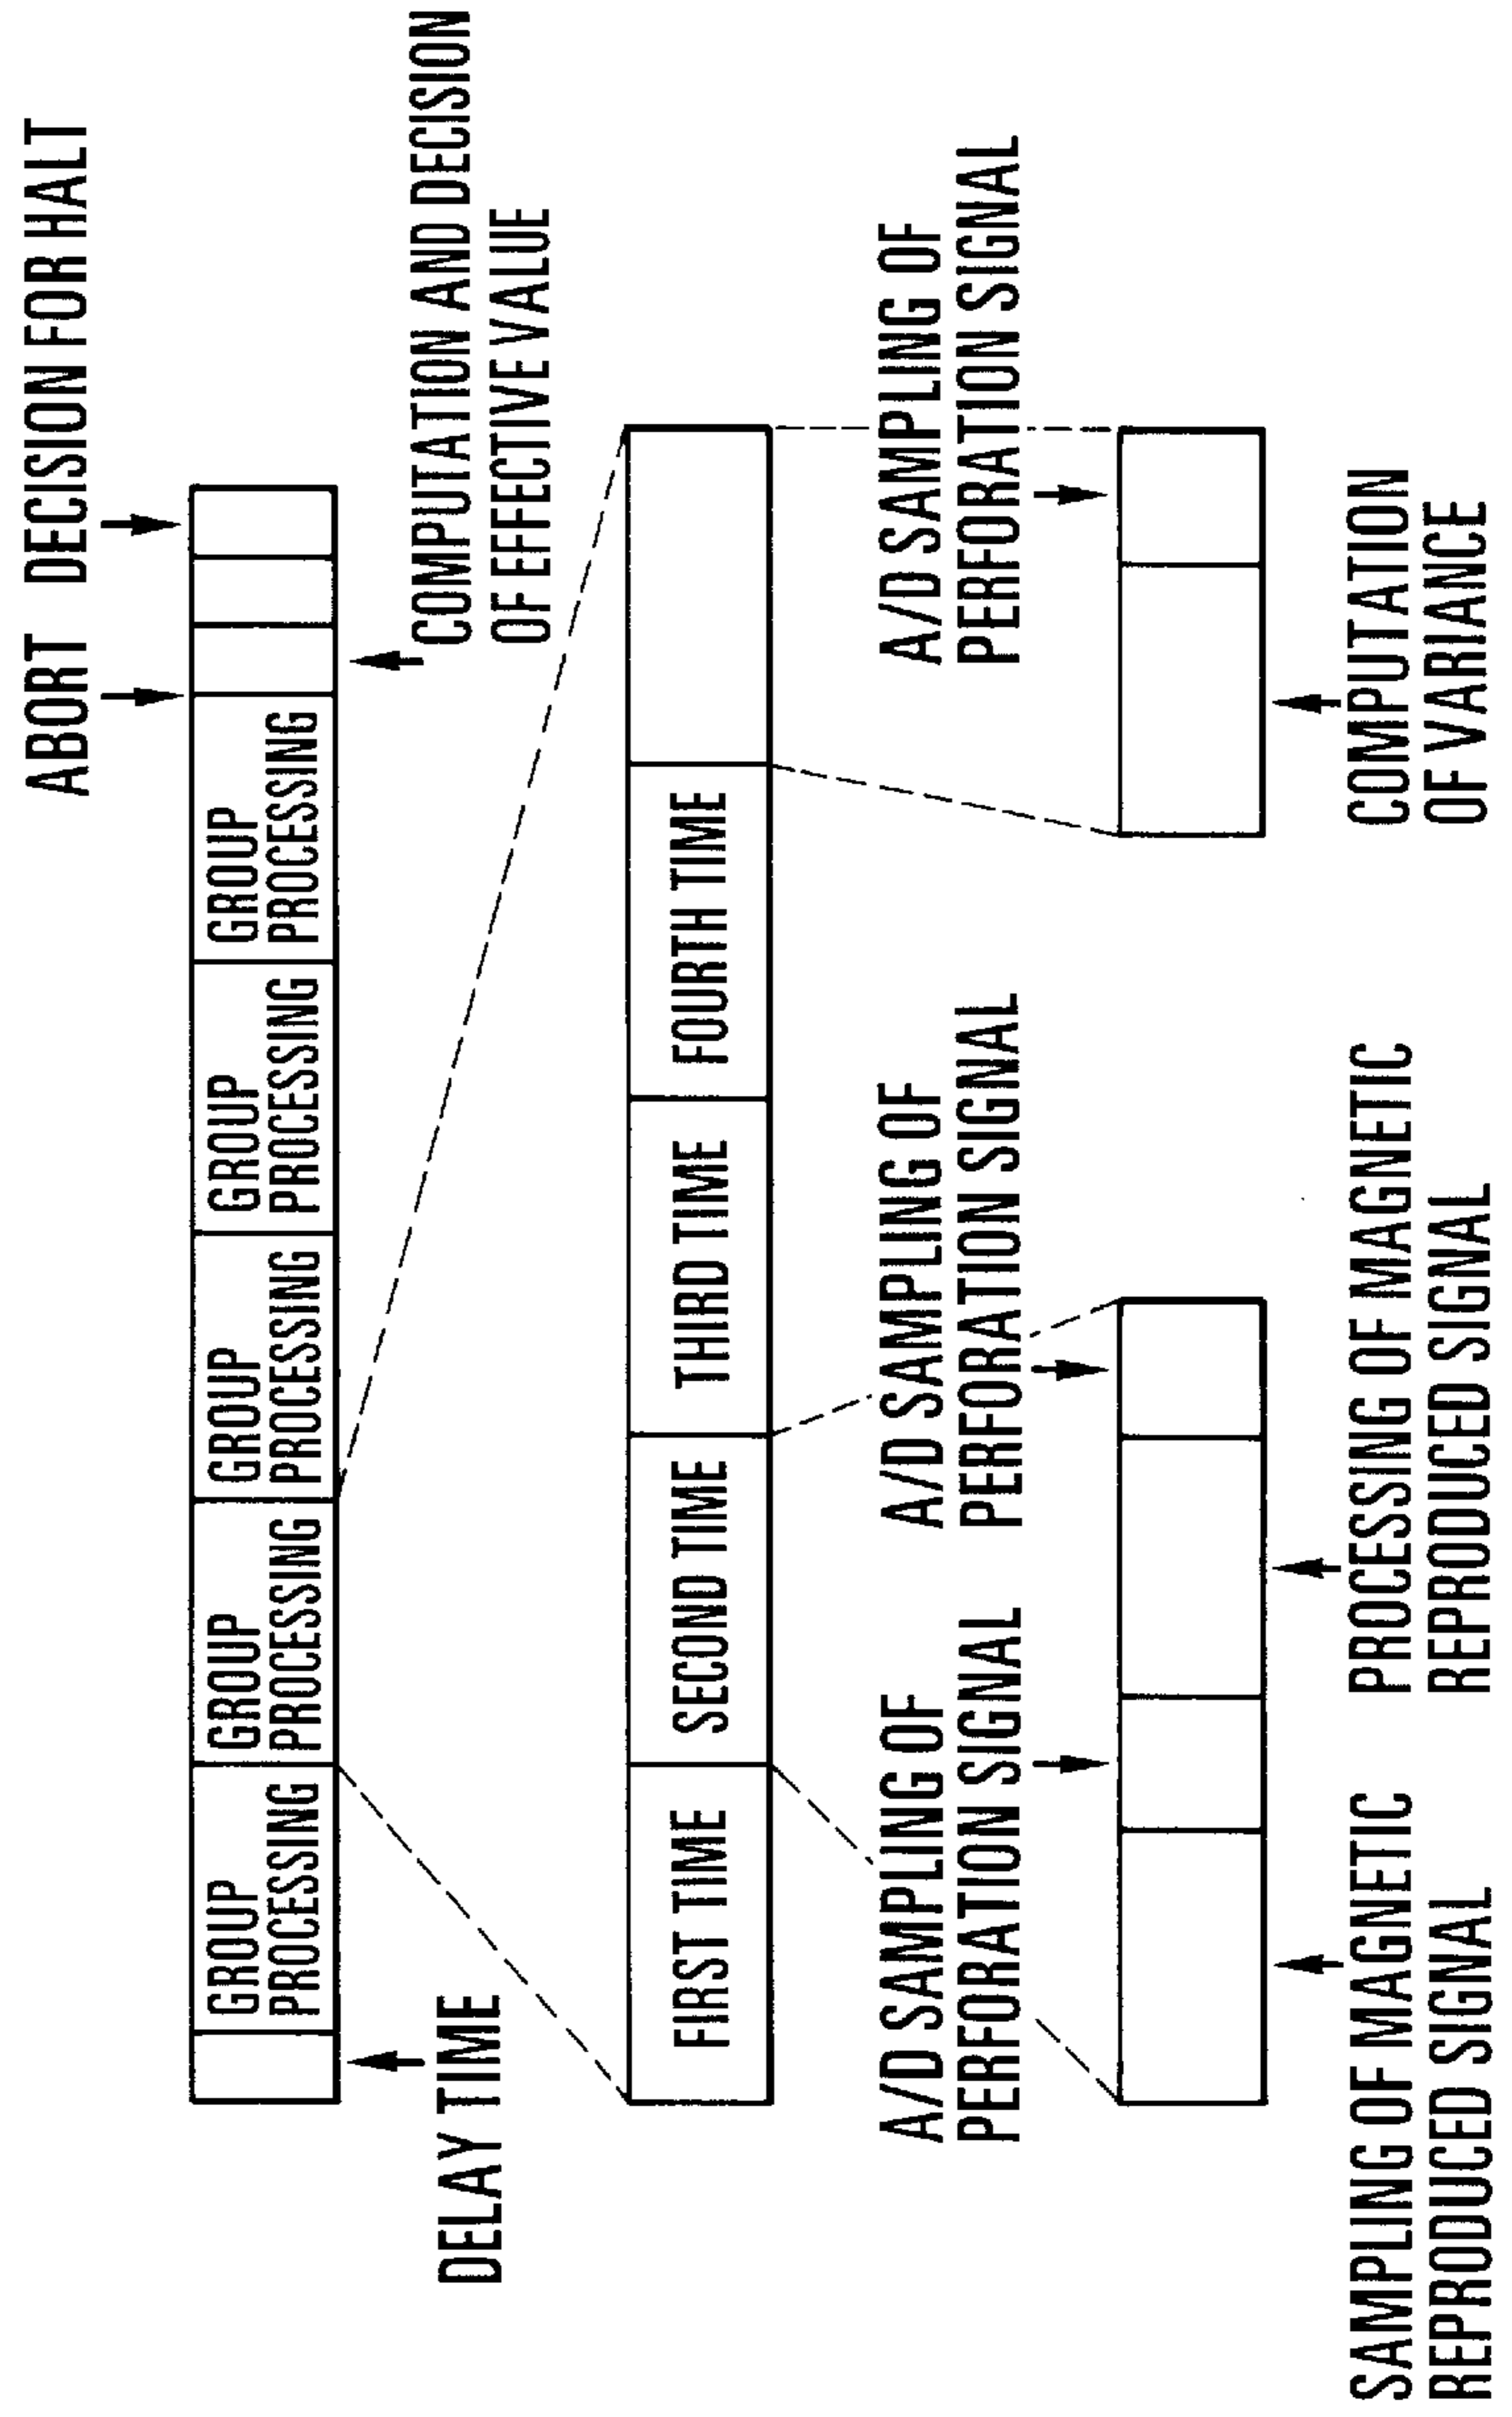 ABORT
DECISION FOR HALT
GROUP
PROCESSING
GROUP
PROCESSING
GROUP
PROCESSING
GROUP
PROCESSING
GROUP
PROCESSING
DELAY TIME
COMPUTATION AND DECISION
OF EFFECTIVE VALUE
FIRST TIME
SECOND TIME
THIRD TIME
FOURTH TIME
A/D SAMPLING OF
PERFORATION SIGNAL
A/D SAMPLING OF
PERFORATION SIGNAL
A/D SAMPLING OF
PERFORATION SIGNAL
SAMPLING OF MAGNETIC
REPRODUCED SIGNAL
PROCESSING OF MAGNETIC
REPRODUCED SIGNAL
COMPUTATION
OF VARIANCE